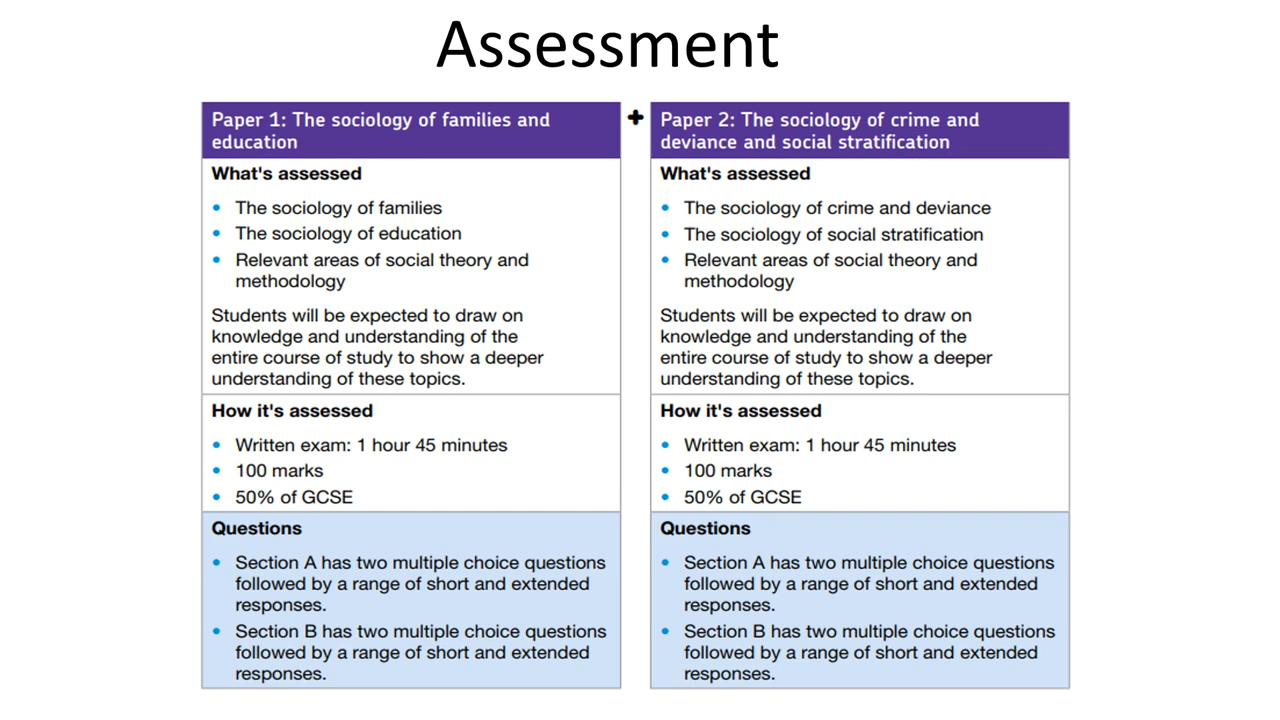 Assessment
Paper 1: The sociology of families and
education
What's assessed
• The sociology of families
• The sociology of education
• Relevant areas of social theory and
methodology
Students will be expected to draw on
knowledge and understanding of the
entire course of study to show a deeper
understanding of these topics.
How it's assessed
• Written exam: 1 hour 45 minutes
• 100 marks
• 50% of GCSE
Questions
• Section A has two multiple choice questions
followed by a range of short and extended
responses.
• Section B has two multiple choice questions
followed by a range of short and extended
responses.
+
Paper 2: The sociology of crime and
deviance and social stratification
What's assessed
• The sociology of crime and deviance
• The sociology of social stratification
• Relevant areas of social theory and
methodology
Students will be expected to draw on
knowledge and understanding of the
entire course of study to show a deeper
understanding of these topics.
How it's assessed
• Written exam: 1 hour 45 minutes
• 100 marks
• 50% of GCSE
Questions
• Section A has two multiple choice questions
followed by a range of short and extended
responses.
• Section B has two multiple choice questions
followed by a range of short and extended
responses.